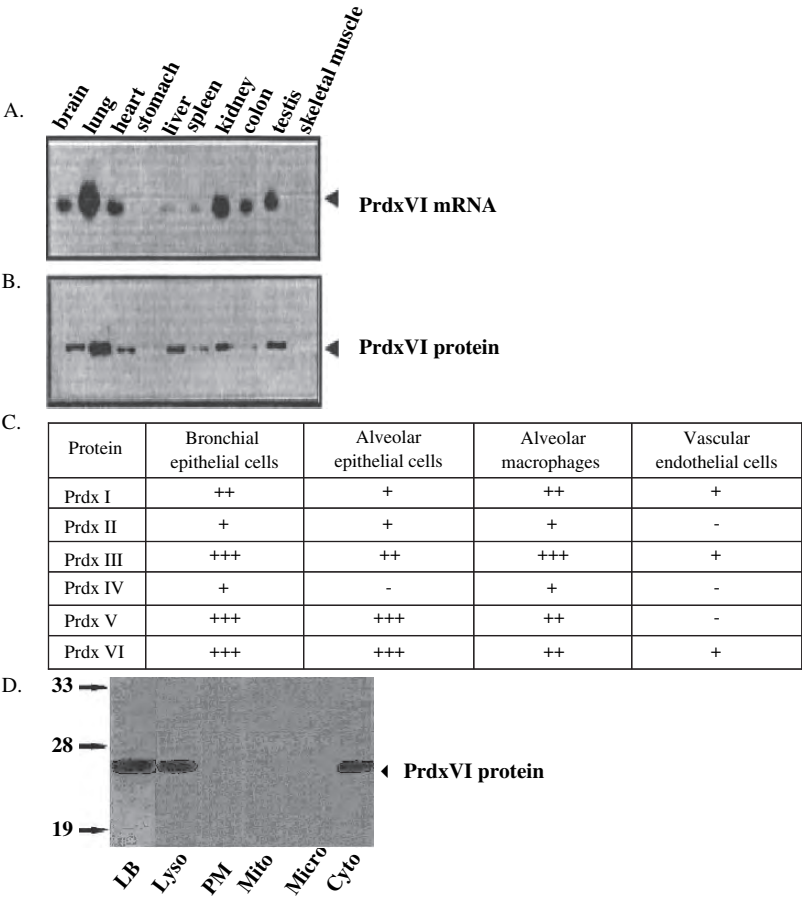 A.
brain lung heart stomach liver spleen kidney colon testis skeletal muscle
PrdxVI mRNA
B.
PrdxVI protein
C.
Protein Bronchial epithelial cells Alveolar epithelial cells Alveolar macrophages Vascular endothelial cells
Prdx I ++ + ++ +
Prdx II + + + -
Prdx III +++ ++ +++ +
Prdx IV + - + -
Prdx V +++ +++ ++ -
Prdx VI +++ +++ ++ +
D.
33
28
PrdxVI protein
19
LB Lyso PM Mito Micro Cyto